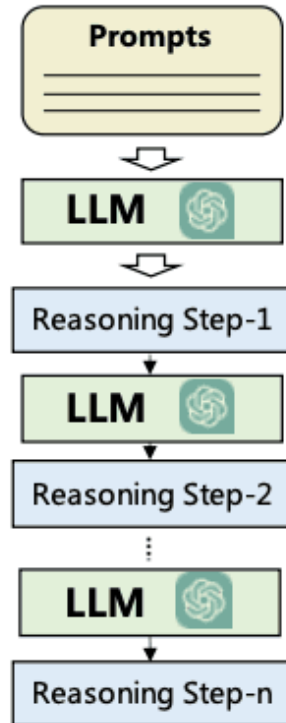 Prompts
LLM
Reasoning Step-1
LLM
Reasoning Step-2
LLM
Reasoning Step-n